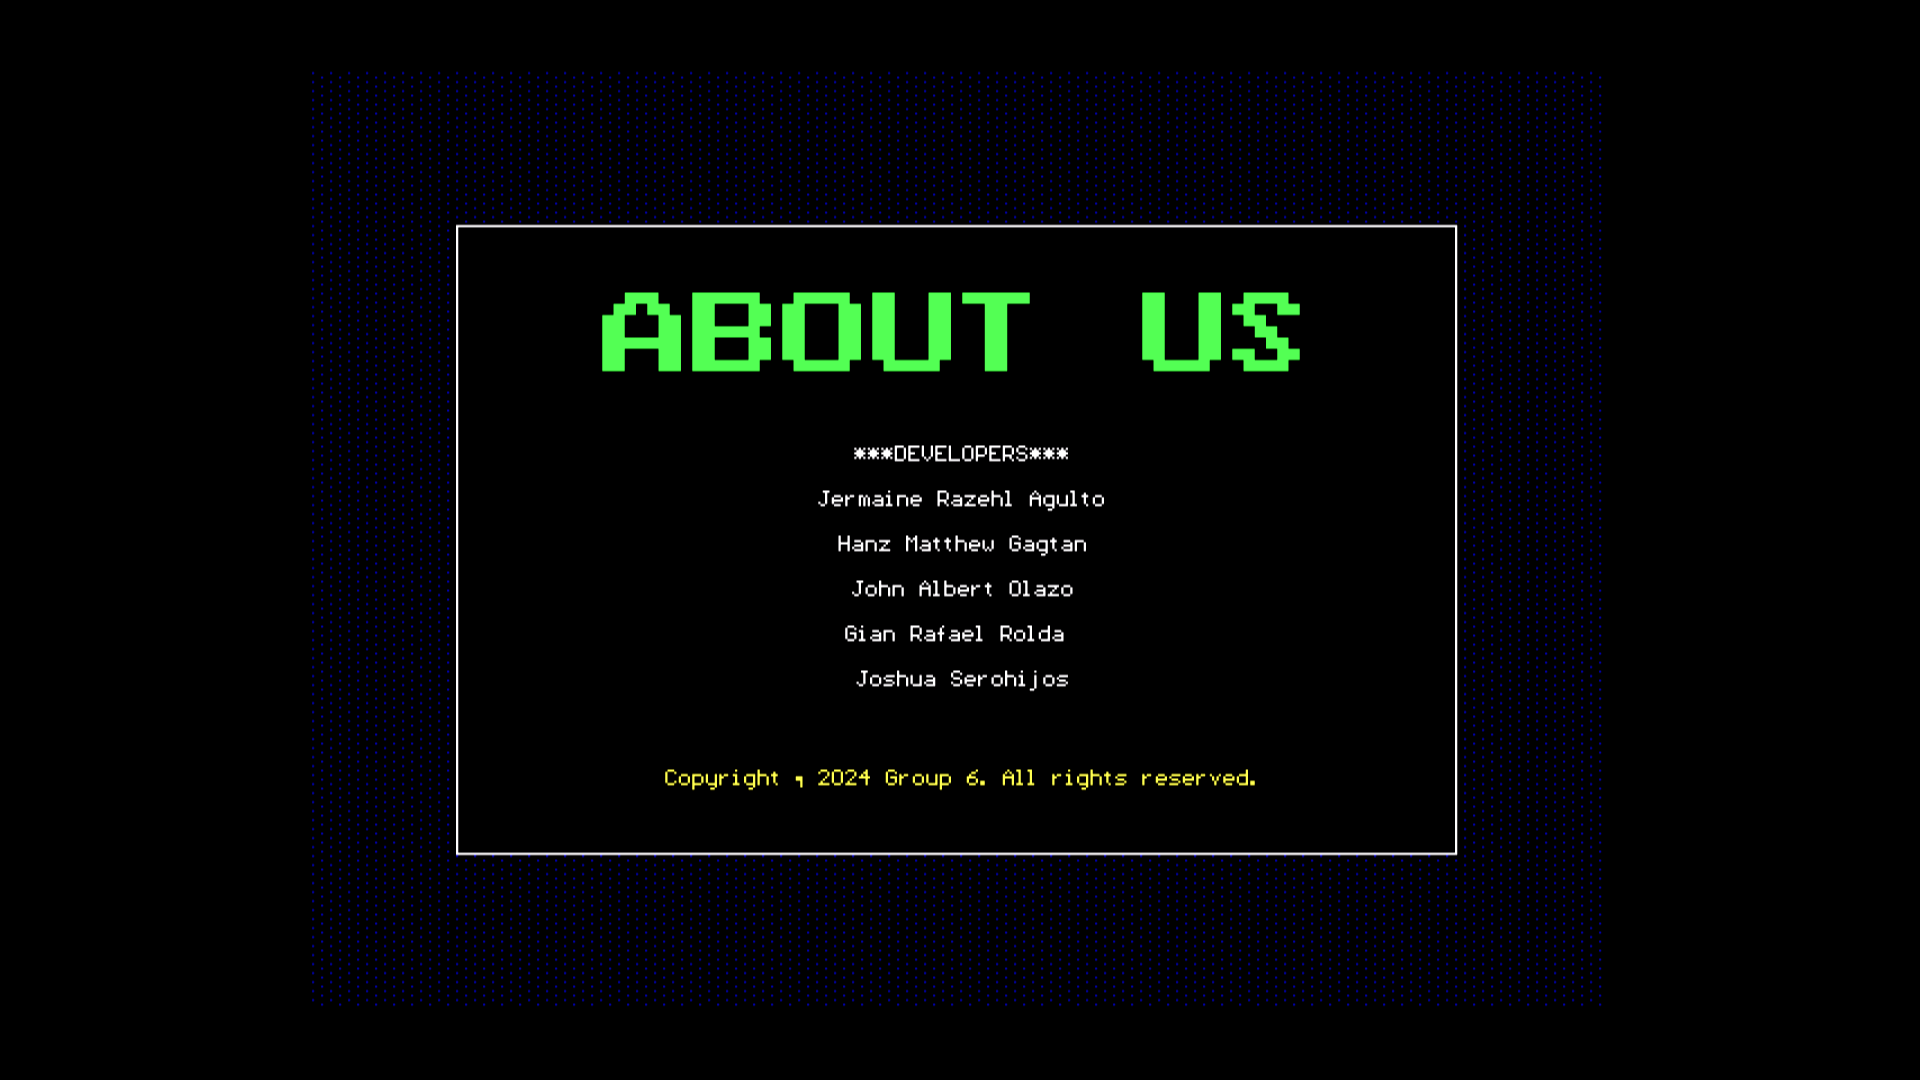 ABOUT US
***DEVELOPERS***
Jermaine Razehl Agulto
Hanz Matthew Gagtan
John Albert Olazo
Gian Rafael Rolda
Joshua Serohijos
Copyright ╕ 2024 Group 6. All rights reserved.